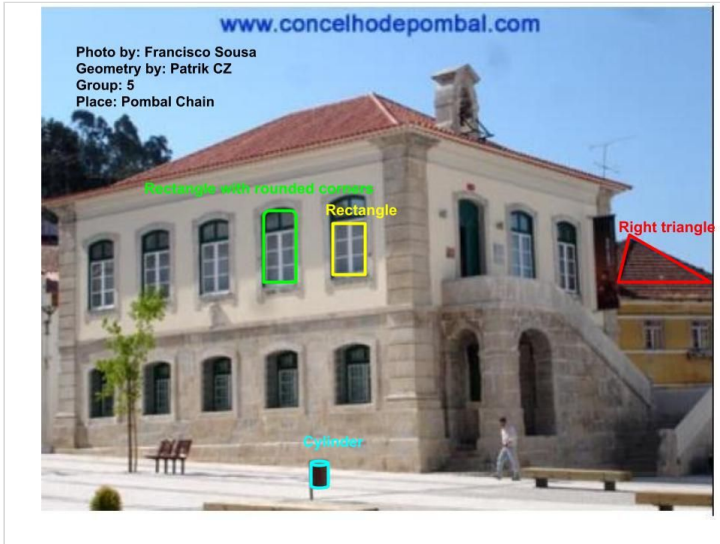 www.concelhodepombal.com
Photo by: Francisco Sousa
Geometry by: Patrik CZ
Group: 5
Place: Pombal Chain
Rectangle with rounded corners
Rectangle
Right triangle
Cylinder